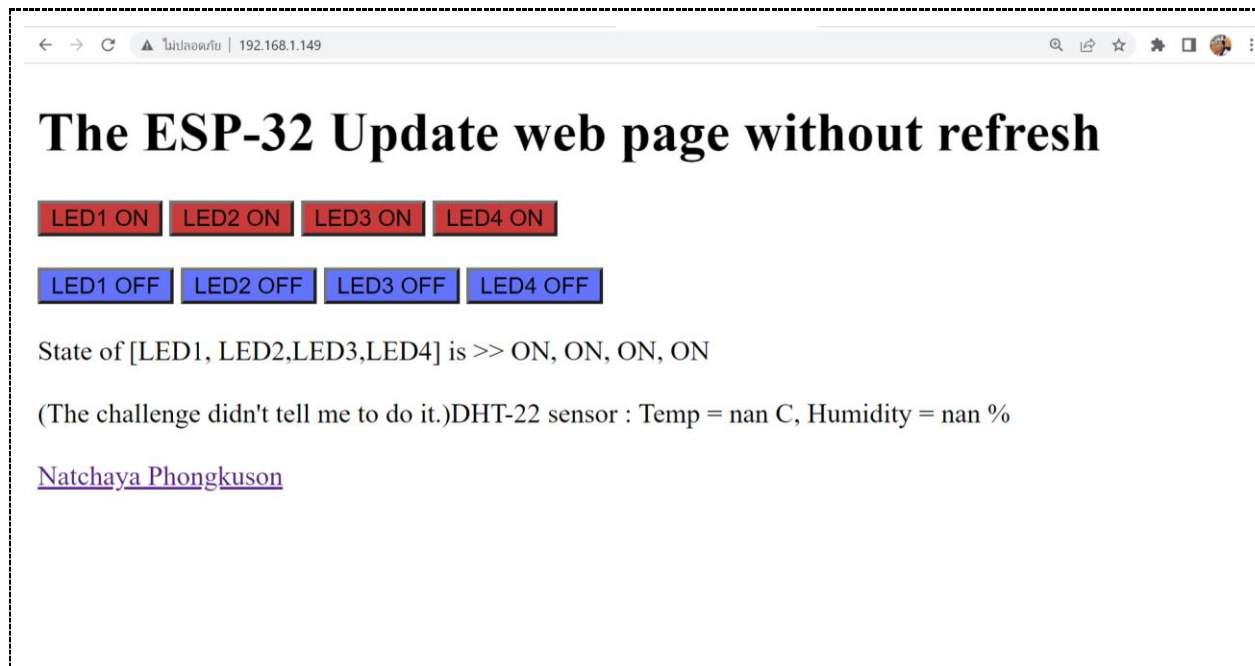 ไม่ปลอดภัย | 192.168.1.149
The ESP-32 Update web page without refresh
LED1 ON LED2 ON LED3 ON LED4 ON
LED1 OFF LED2 OFF LED3 OFF LED4 OFF
State of [LED1, LED2,LED3,LED4] is >> ON, ON, ON, ON
(The challenge didn't tell me to do it.)DHT-22 sensor : Temp = nan C, Humidity = nan %
Natchaya Phongkuson